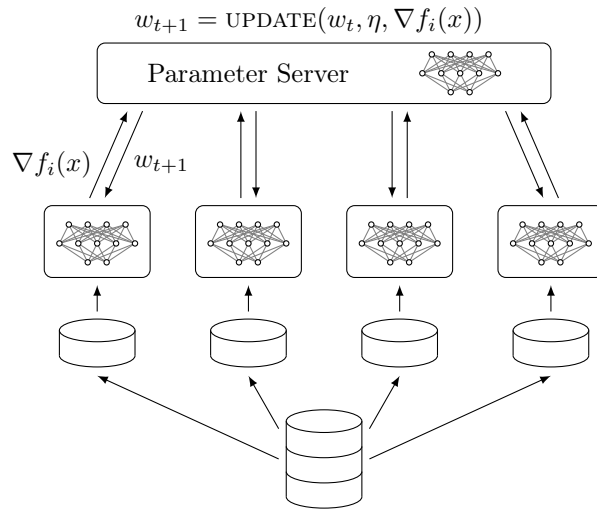 w_{t+1} = UPDATE(w_t, η, ∇f_i(x))
Parameter Server
∇f_i(x)
w_{t+1}